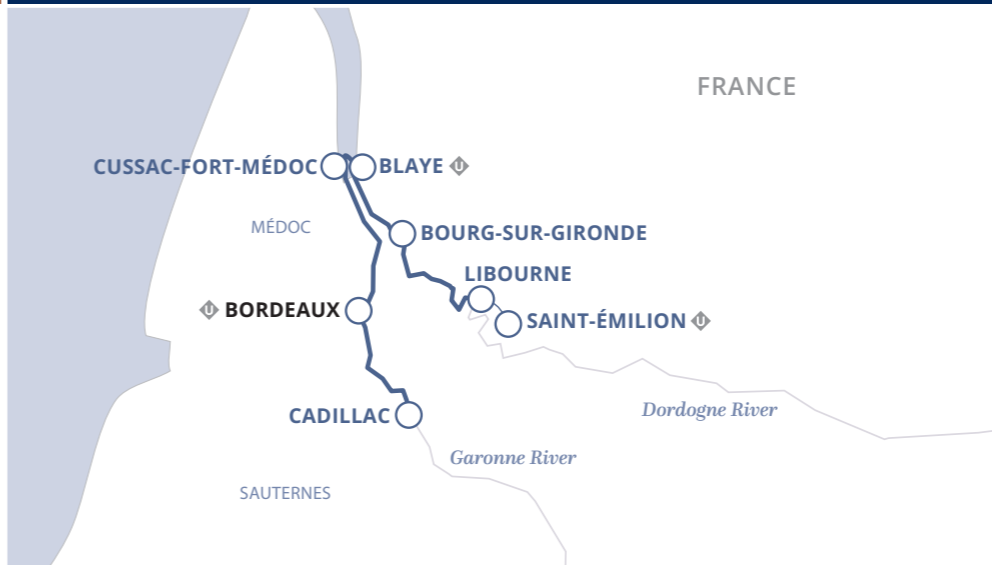 FRANCE
CUSSAC-FORT-MÉDOC
BLAYE U
MÉDOC
BOURG-SUR-GIRONDE
LIBOURNE
U BORDEAUX
SAINT-ÉMILION U
Dordogne River
CADILLAC
Garonne River
SAUTERNES